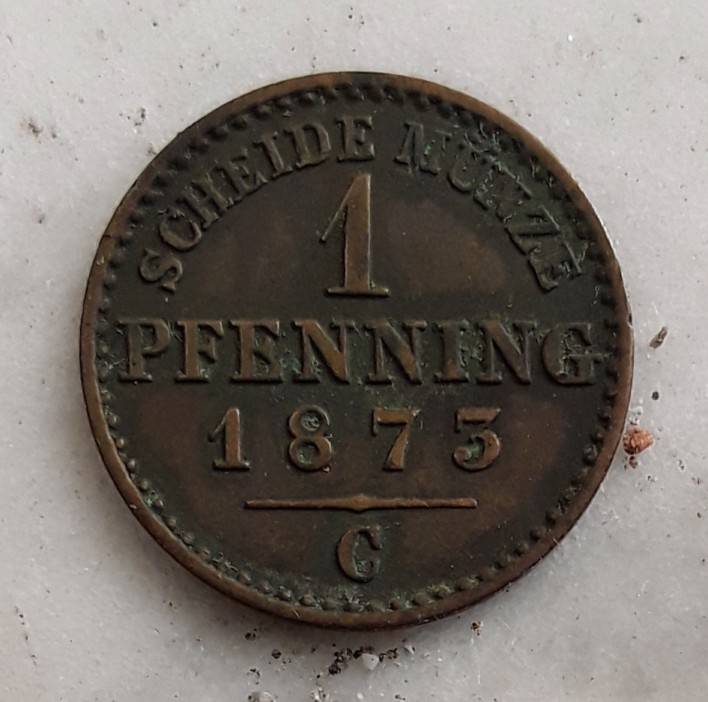 SCHEIDE MÜNZE
1
PFENNING
1873
C